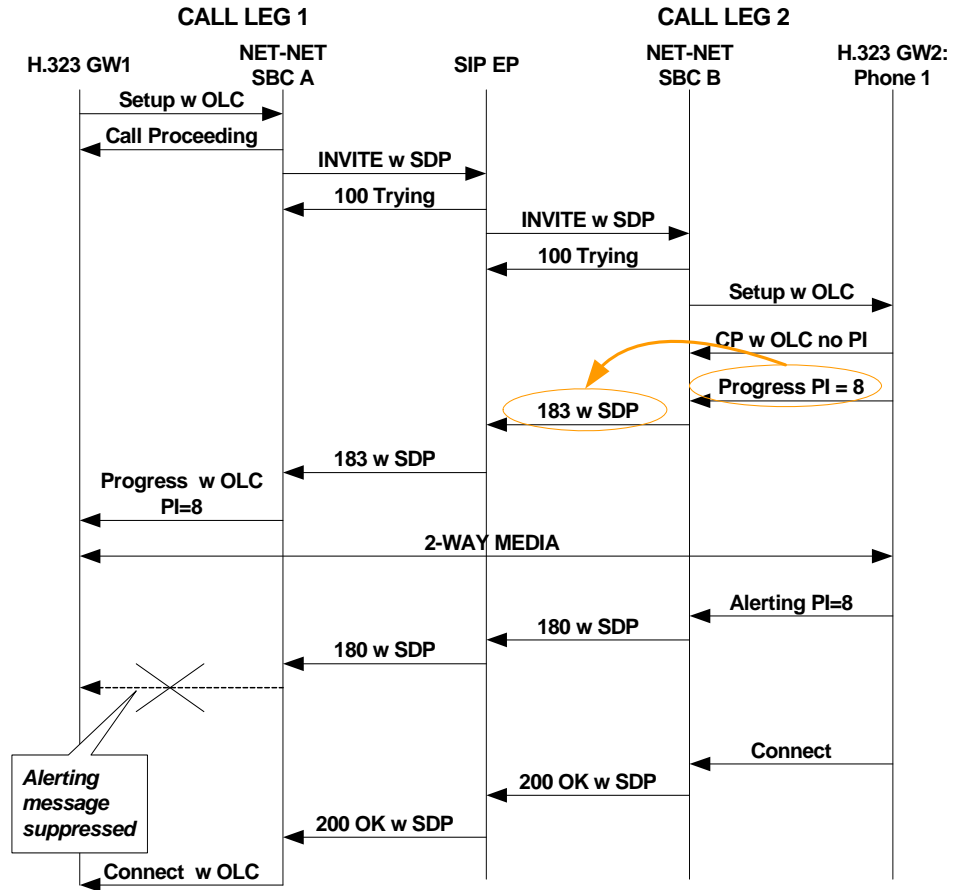 CALL LEG 1
CALL LEG 2
H.323 GW1
NET-NET
SBC A
SIP EP
NET-NET
SBC B
H.323 GW2:
Phone 1
Setup w OLC
Call Proceeding
INVITE w SDP
100 Trying
INVITE w SDP
100 Trying
Setup w OLC
CP w OLC no PI
Progress PI = 8
183 w SDP
183 w SDP
Progress w OLC
PI=8
2-WAY MEDIA
Alerting PI=8
180 w SDP
180 w SDP
Alerting
message
suppressed
Connect
200 OK w SDP
200 OK w SDP
Connect w OLC